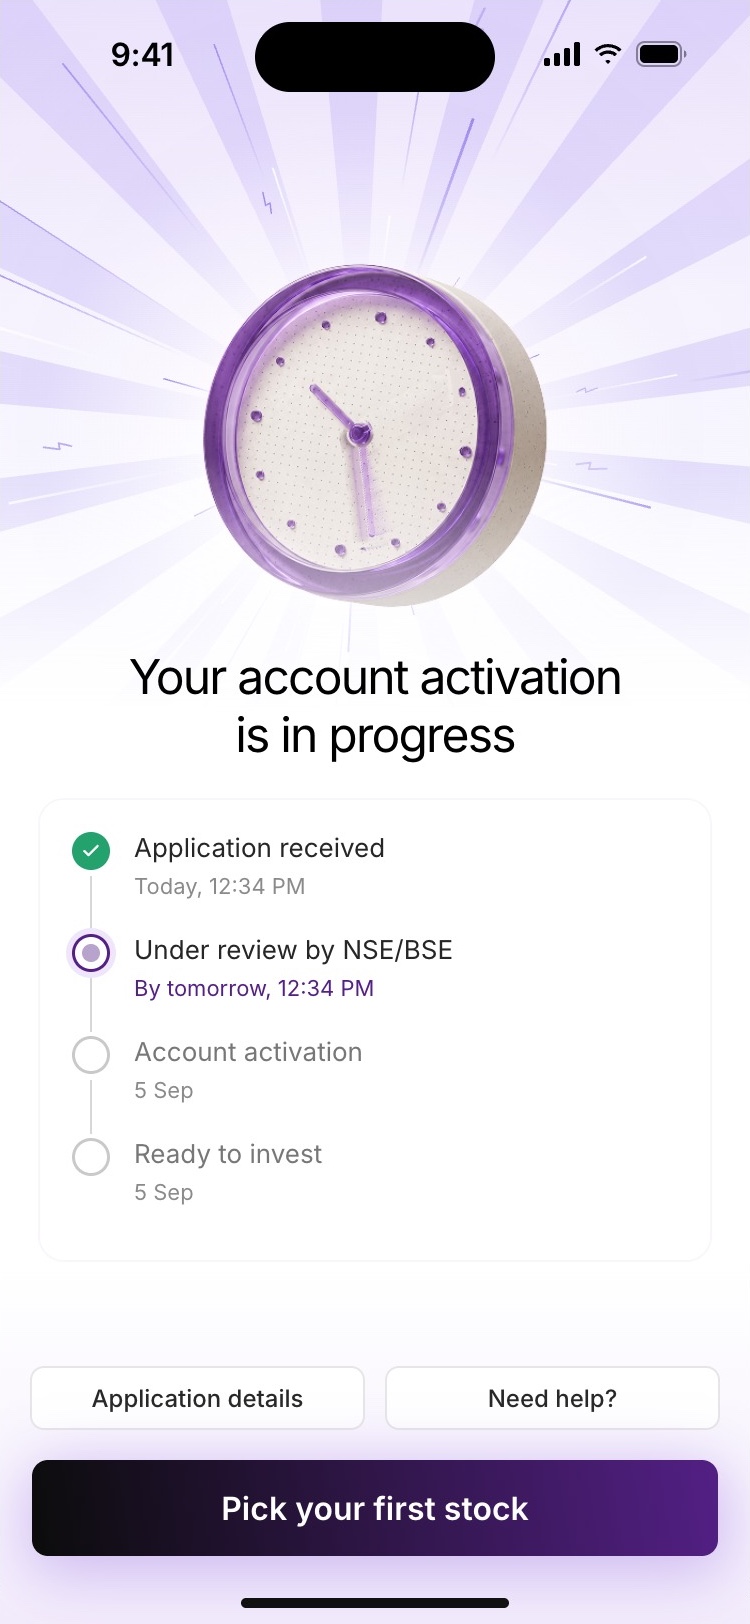 9:41
Your account activation
is in progress
Application received
Today, 12:34 PM
Under review by NSE/BSE
By tomorrow, 12:34 PM
Account activation
5 Sep
Ready to invest
5 Sep
Application details
Need help?
Pick your first stock